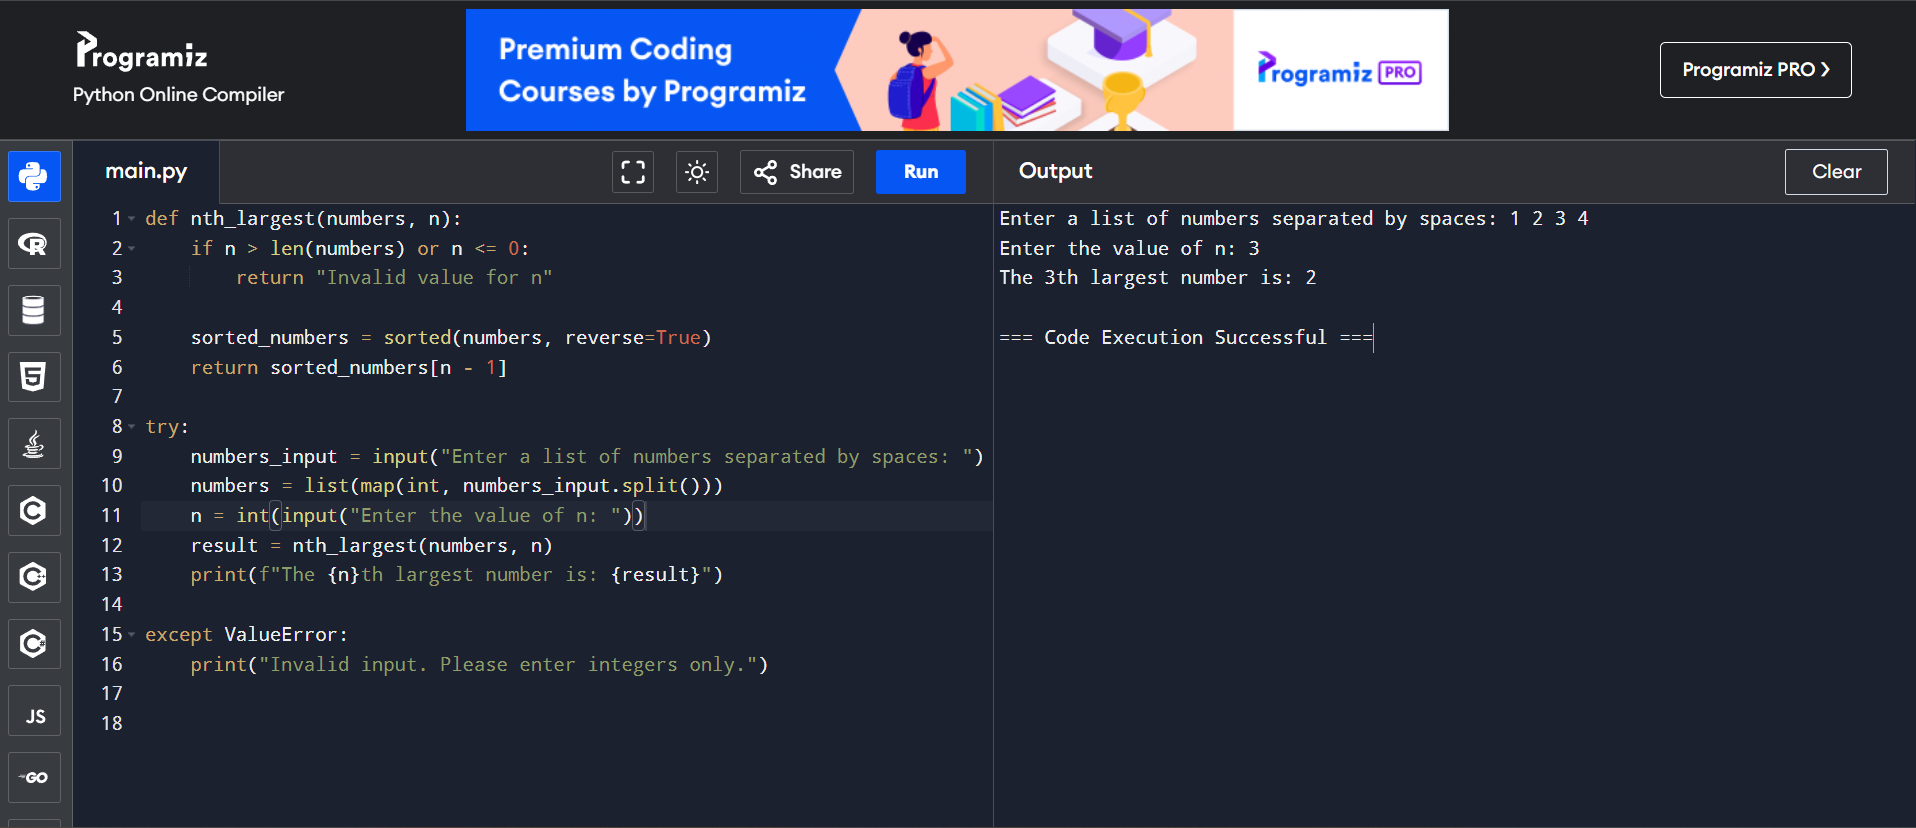 Programiz
Python Online Compiler
Premium Coding
Courses by Programiz
Programiz PRO
Programiz PRO ❯
main.py
Share
Run
Output
Clear
1 def nth_largest(numbers, n):
2     if n > len(numbers) or n <= 0:
3         return "Invalid value for n"
4
5     sorted_numbers = sorted(numbers, reverse=True)
6     return sorted_numbers[n - 1]
7
8 try:
9     numbers_input = input("Enter a list of numbers separated by spaces: ")
10     numbers = list(map(int, numbers_input.split()))
11     n = int(input("Enter the value of n: "))
12     result = nth_largest(numbers, n)
13     print(f"The {n}th largest number is: {result}")
14
15 except ValueError:
16     print("Invalid input. Please enter integers only.")
17
18
Enter a list of numbers separated by spaces: 1 2 3 4
Enter the value of n: 3
The 3th largest number is: 2
=== Code Execution Successful ===
R
5
C
C++
C#
JS
GO